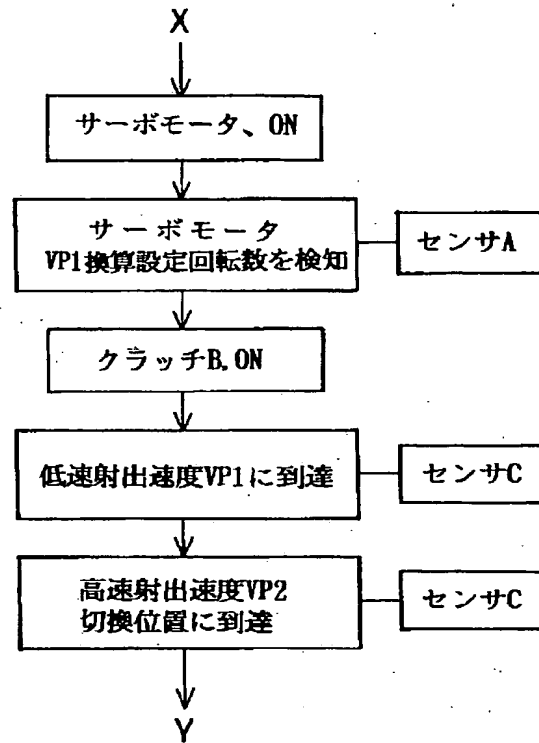 X
サーボモータ、ON
サーボモータ
VP1換算設定回転数を検知
センサA
クラッチB.ON
低速射出速度VP1に到達
センサC
高速射出速度VP2
切換位置に到達
センサC
Y